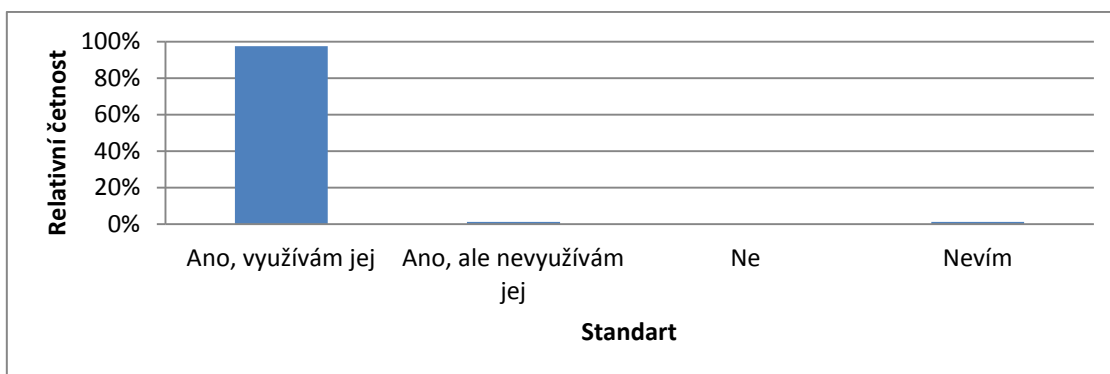 Relativní četnost
100%
80%
60%
40%
20%
0%
Ano, využívám jej
Ano, ale nevyužívám
jej
Ne
Nevím
Standart